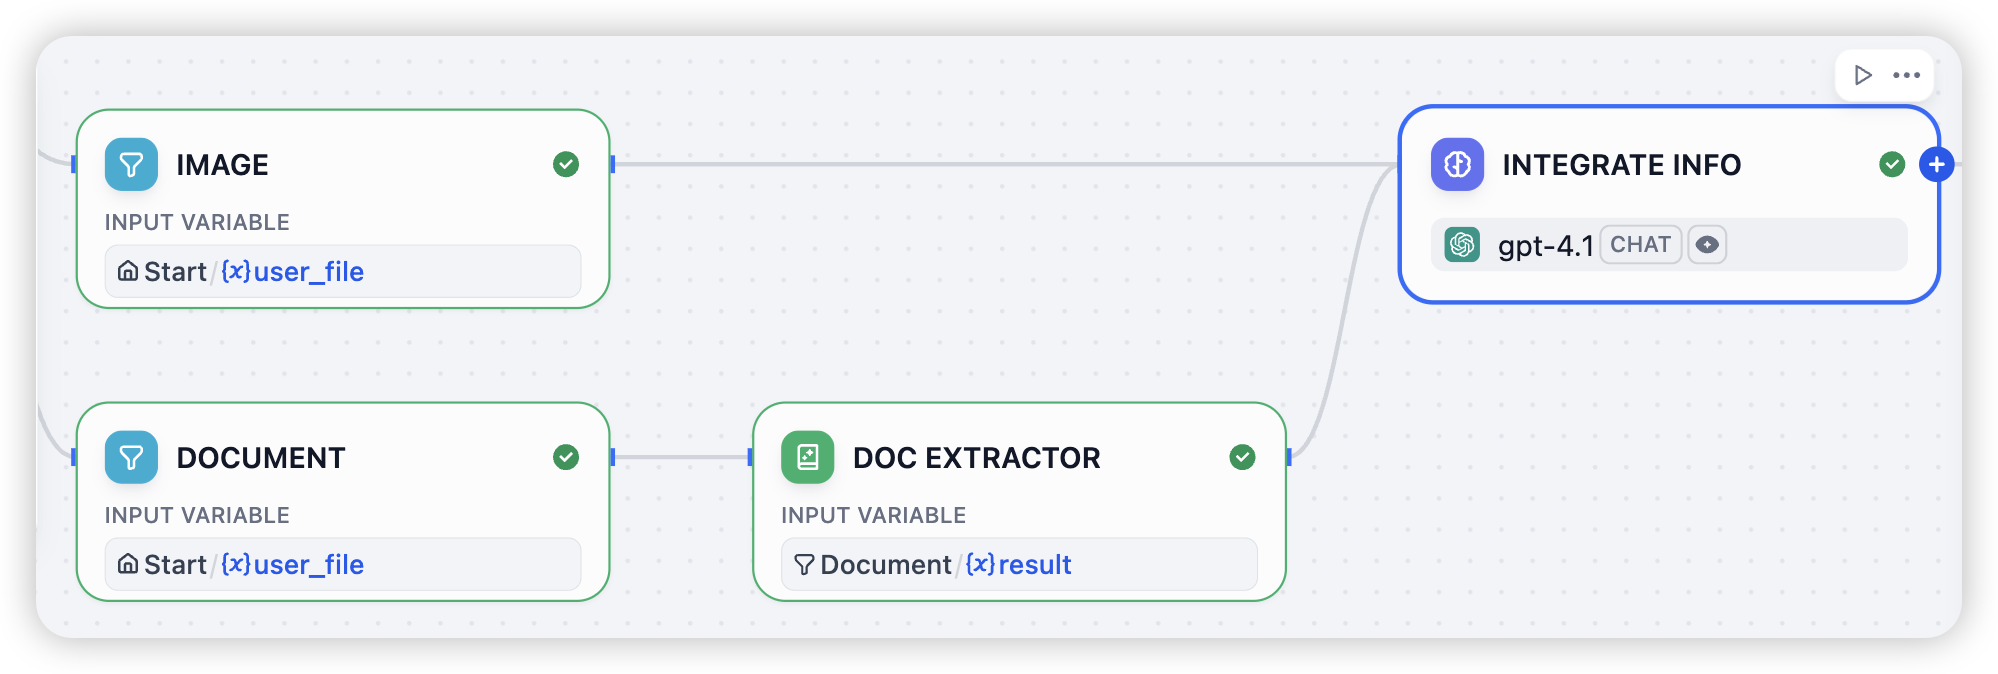 IMAGE
INPUT VARIABLE
Start/{x}user_file
INTEGRATE INFO
gpt-4.1 CHAT
DOCUMENT
INPUT VARIABLE
Start/{x}user_file
DOC EXTRACTOR
INPUT VARIABLE
Document/{x}result